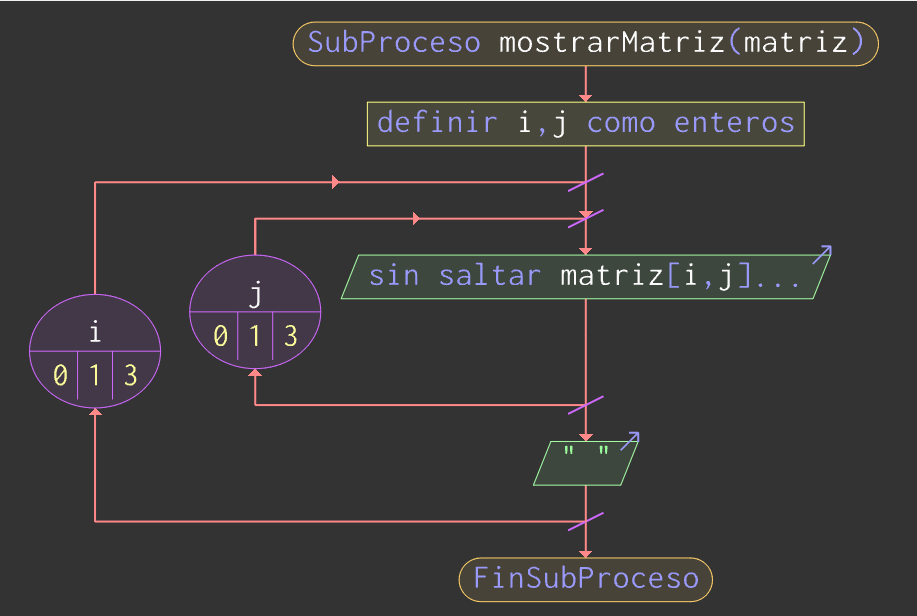 SubProceso mostrarMatriz(matriz)
definir i,j como enteros
sin saltar matriz[i,j]...
j
0 1 3
i
0 1 3
" "
FinSubProceso